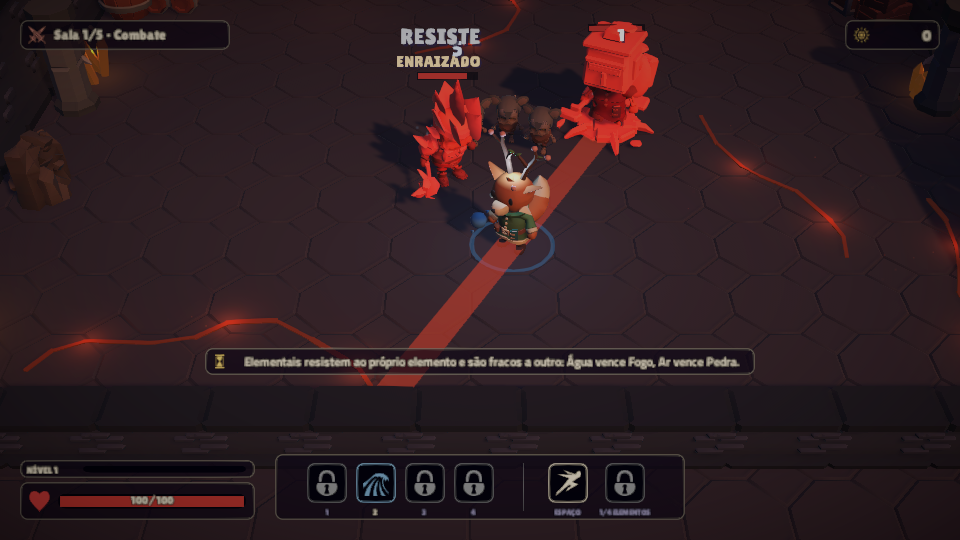 Sala 1/5 - Combate
RESISTE
5
ENRAIZADO
1
0
Elementais resistem ao próprio elemento e são fracos a outro: Água vence Fogo, Ar vence Pedra.
NÍVEL 1
100/100
1
2
3
4
ESPAÇO
1/4 ELEMENTOS